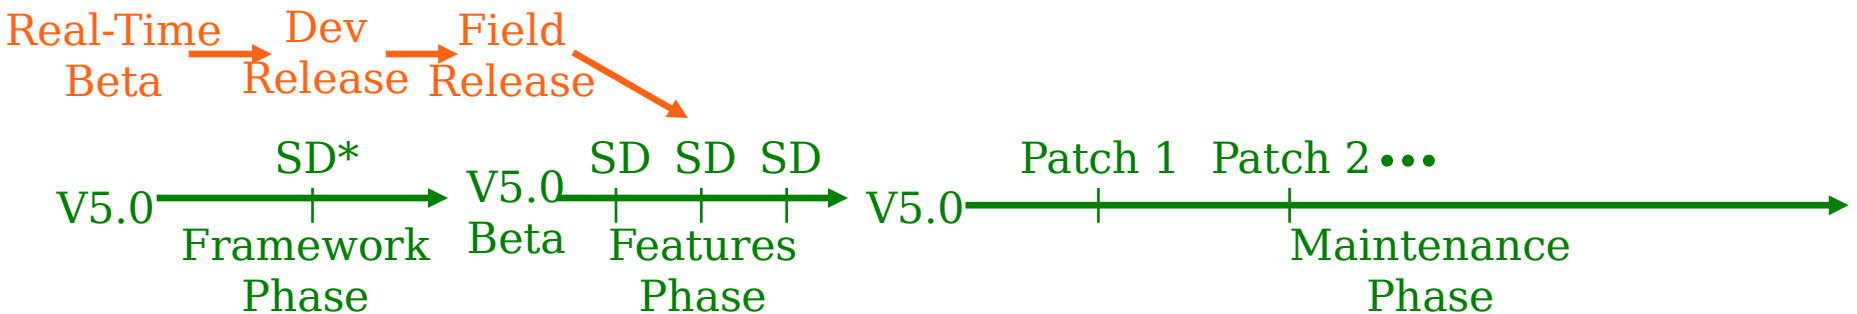 Real-Time
Beta
Dev
Release
Field
Release
V5.0
SD*
Framework
Phase
V5.0
Beta
SD SD SD
Features
Phase
V5.0
Patch 1 Patch 2 •••
Maintenance
Phase